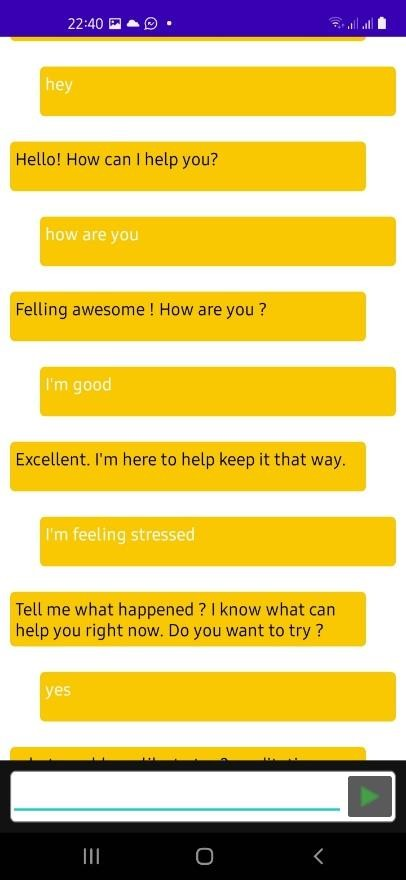 22:40
hey
Hello! How can I help you?
how are you
Felling awesome ! How are you ?
I'm good
Excellent. I'm here to help keep it that way.
I'm feeling stressed
Tell me what happened ? I know what can
help you right now. Do you want to try ?
yes